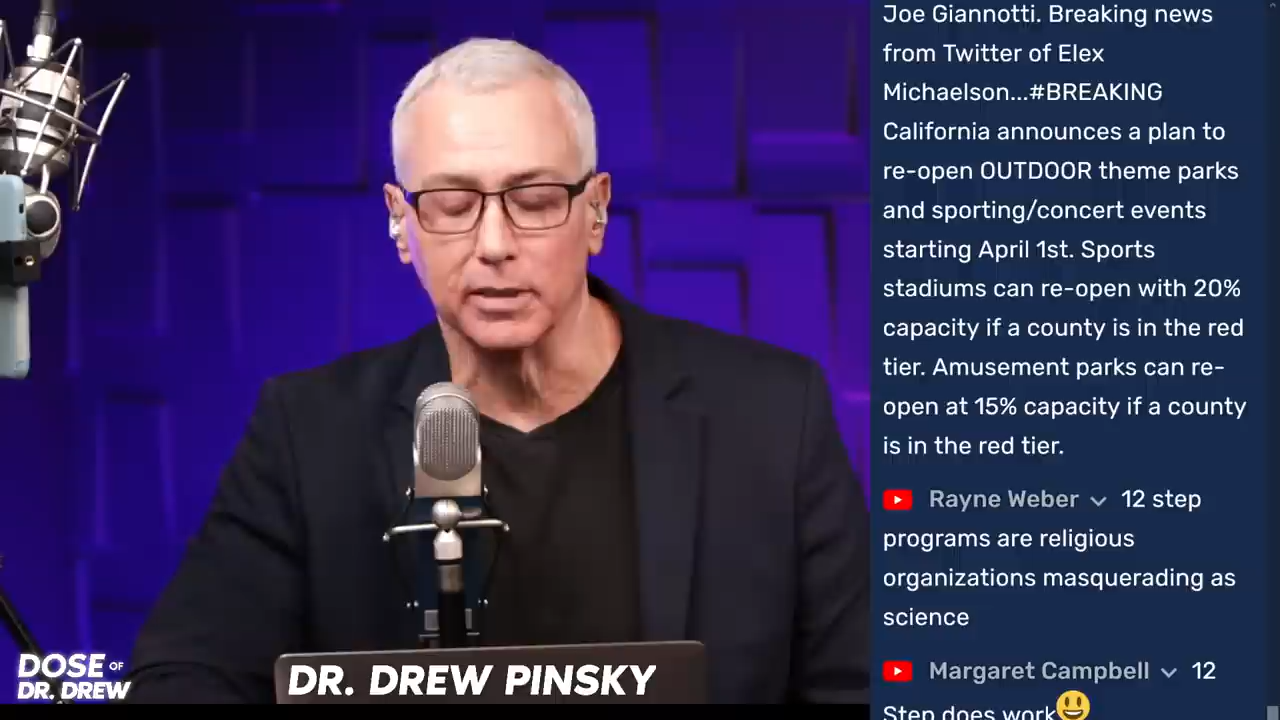 Joe Giannotti. Breaking news
from Twitter of Elex
Michaelson...#BREAKING
California announces a plan to
re-open OUTDOOR theme parks
and sporting/concert events
starting April 1st. Sports
stadiums can re-open with 20%
capacity if a county is in the red
tier. Amusement parks can re-
open at 15% capacity if a county
is in the red tier.
Rayne Weber 12 step
programs are religious
organizations masquerading as
science
Margaret Campbell 12
Step does work😃
DOSE OF
DR. DREW
DR. DREW PINSKY